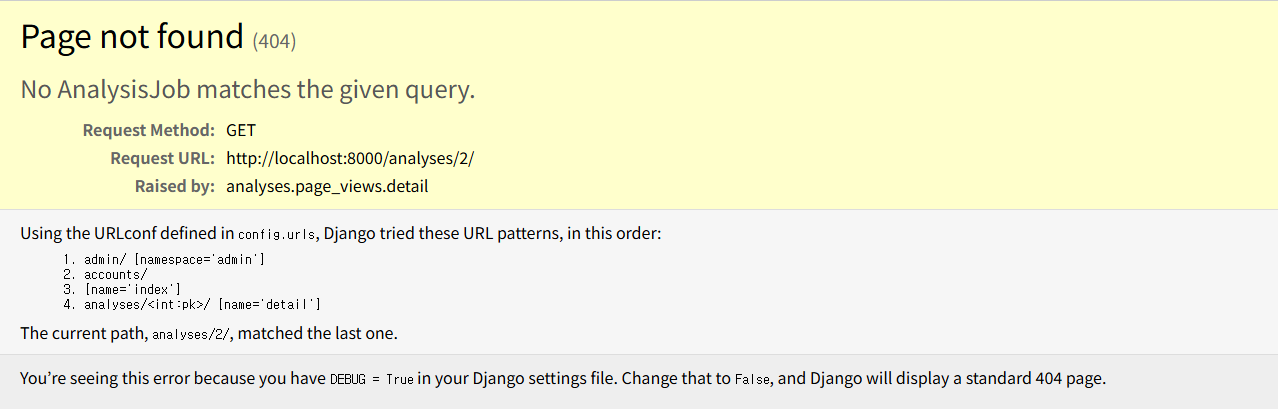 Page not found (404)
No AnalysisJob matches the given query.
Request Method: GET
Request URL: http://localhost:8000/analyses/2/
Raised by: analyses.page_views.detail
Using the URLconf defined in config.urls, Django tried these URL patterns, in this order:
1. admin/ [namespace='admin']
2. accounts/
3. [name='index']
4. analyses/<int:pk>/ [name='detail']
The current path, analyses/2/, matched the last one.
You’re seeing this error because you have DEBUG = True in your Django settings file. Change that to False, and Django will display a standard 404 page.